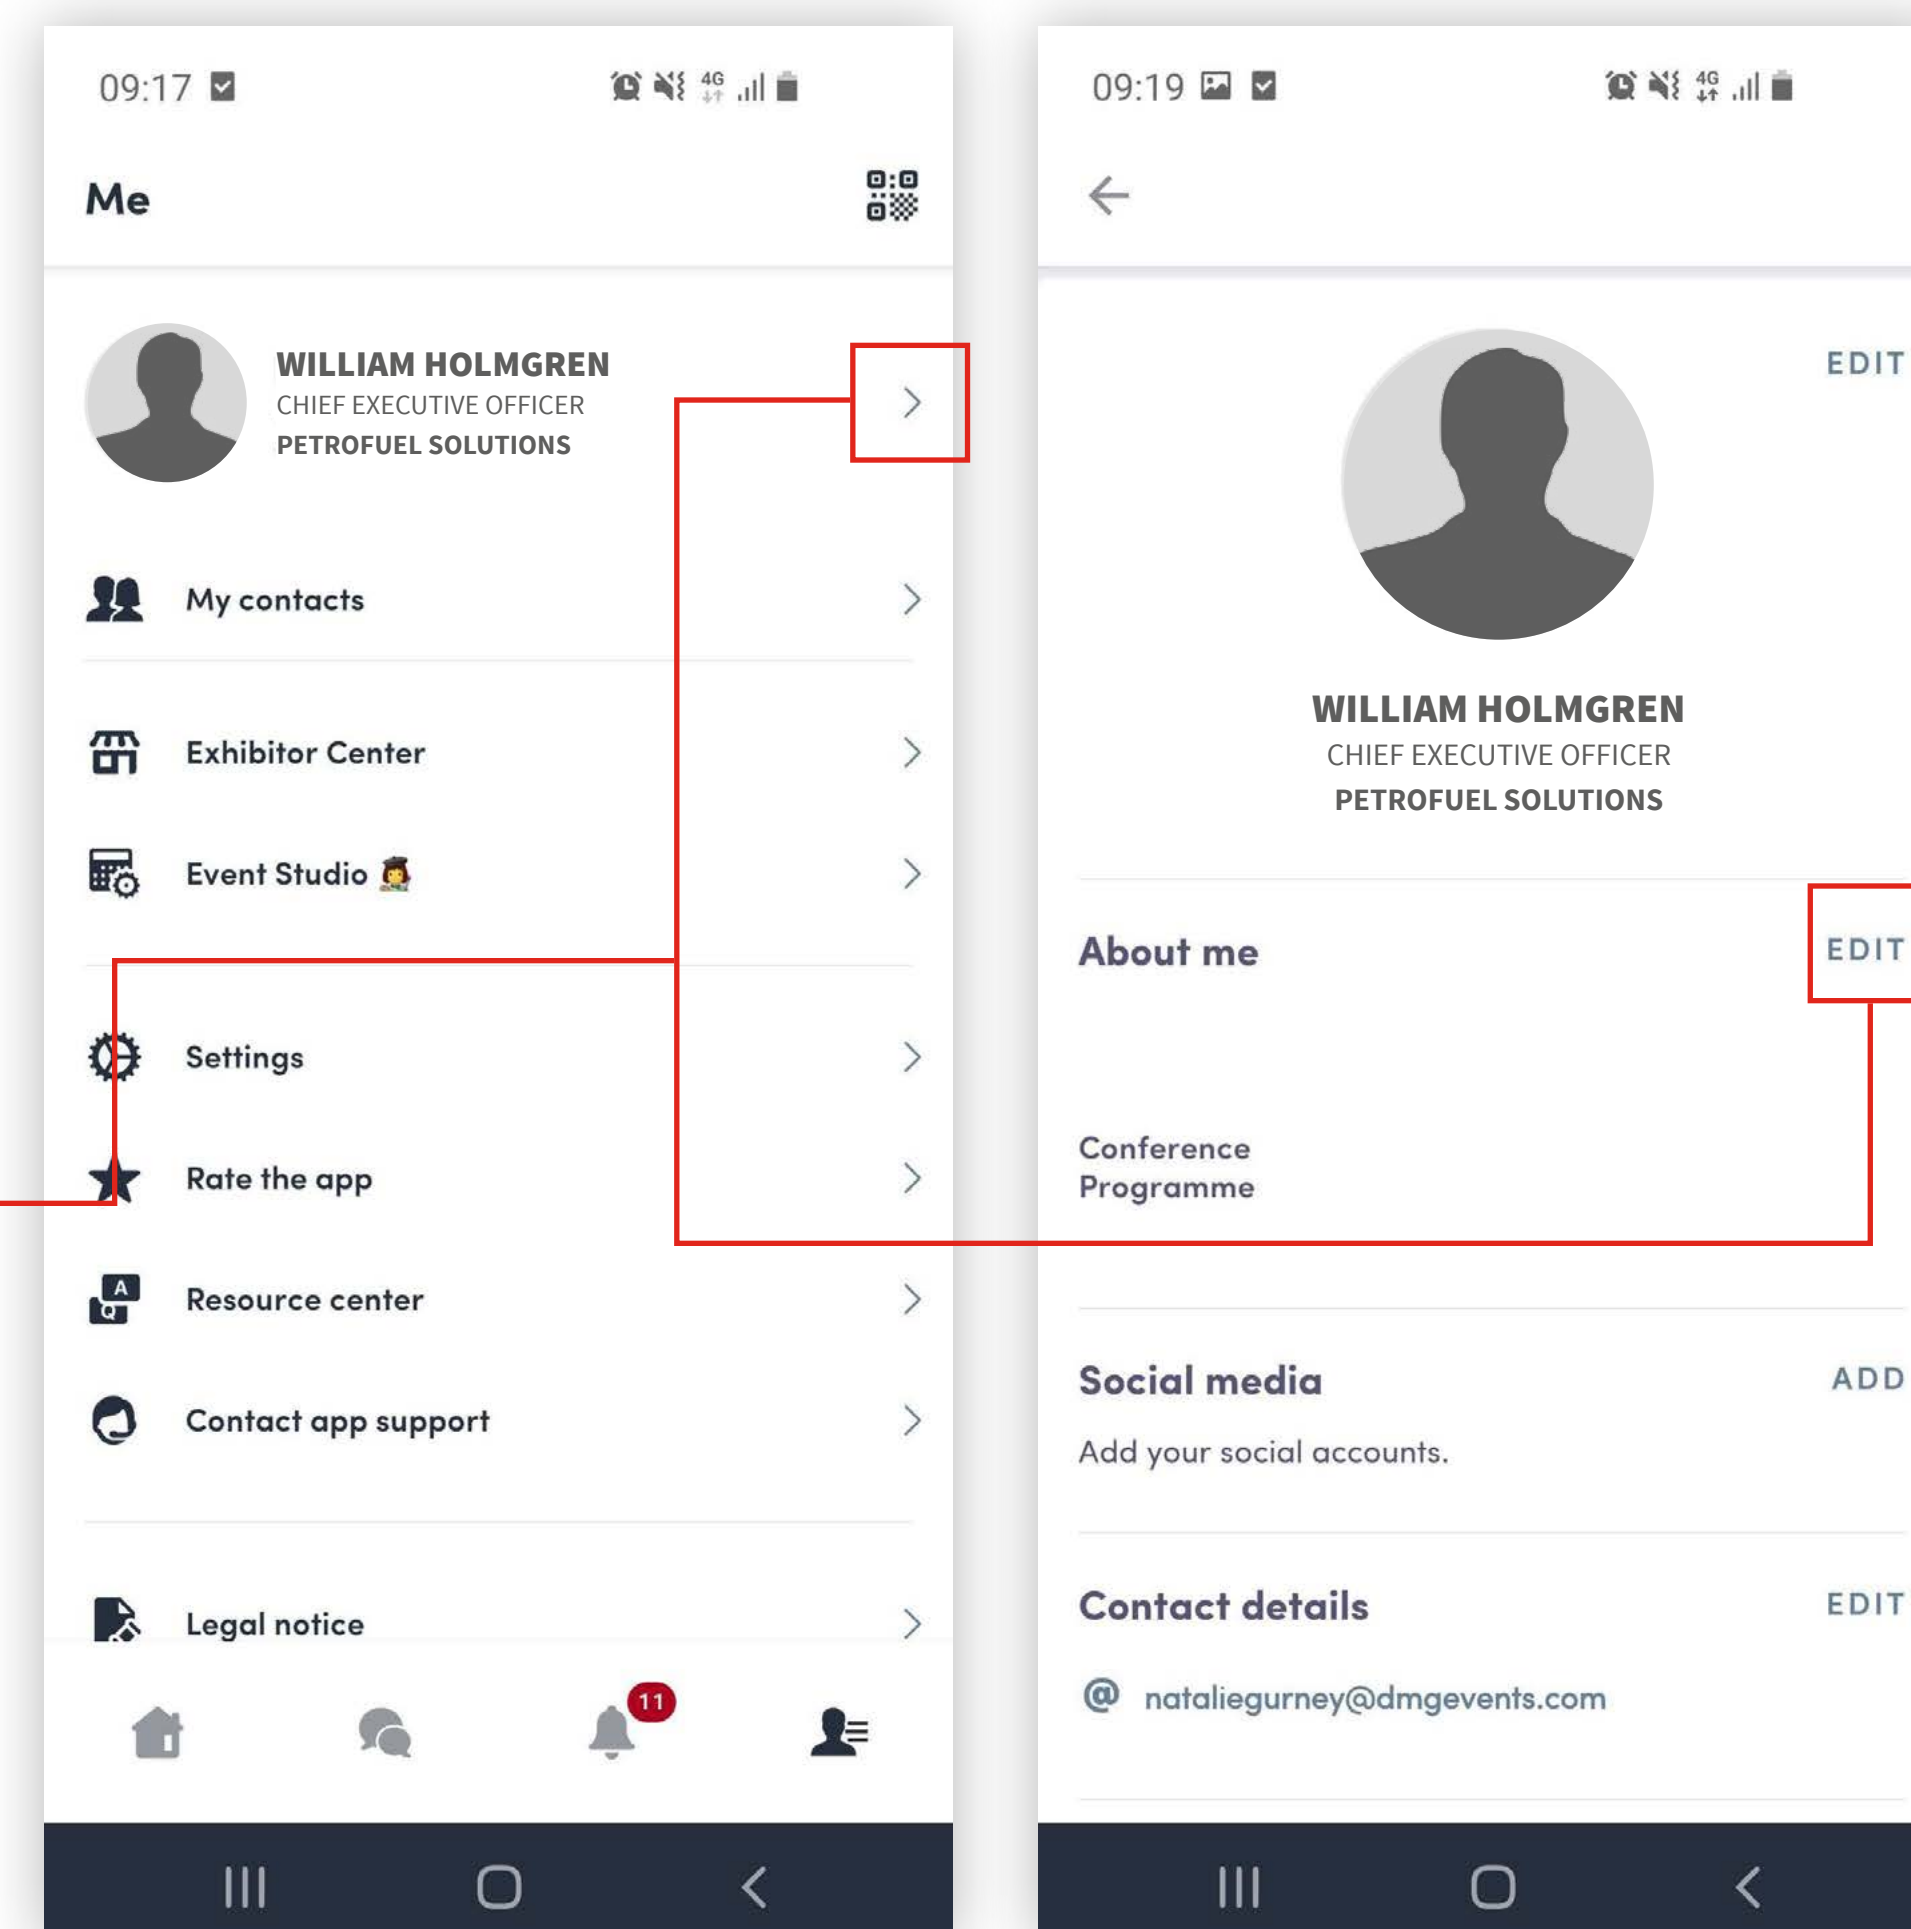 09:17
4G
Me
WILLIAM HOLMGREN
CHIEF EXECUTIVE OFFICER
PETROFUEL SOLUTIONS
My contacts
Exhibitor Center
Event Studio
Settings
Rate the app
A
Q
Resource center
Contact app support
Legal notice
11
09:19
4G
EDIT
WILLIAM HOLMGREN
CHIEF EXECUTIVE OFFICER
PETROFUEL SOLUTIONS
About me
EDIT
Conference
Programme
Social media
ADD
Add your social accounts.
Contact details
EDIT
@ nataliegurney@dmgevents.com